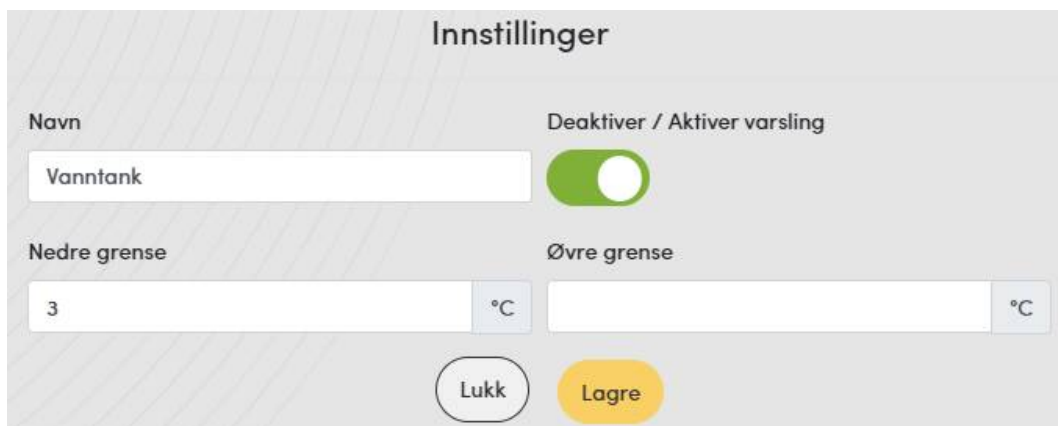 Innstillinger
Navn
Deaktiver / Aktiver varsling
Vanntank
Nedre grense
Øvre grense
3 °C
°C
Lukk
Lagre